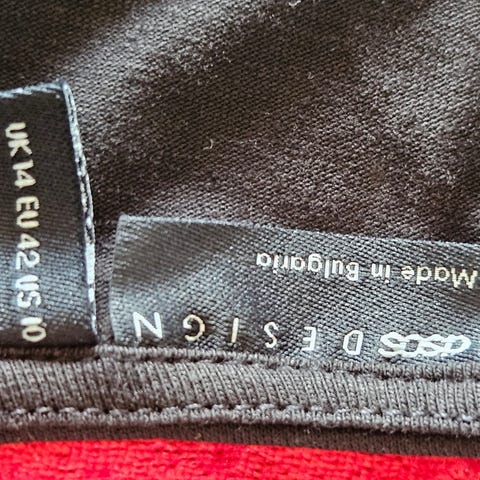 asos DESIGN
Made in Bulgaria
UK 14 EU 42 US 10